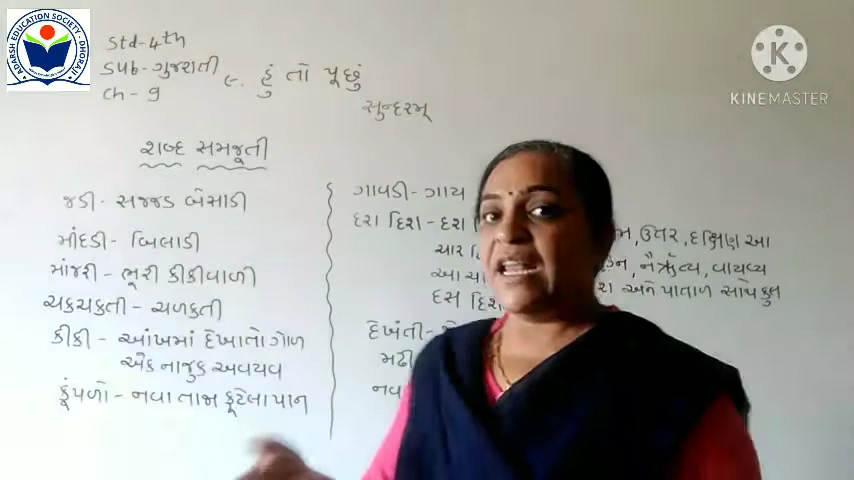 ADARSH EDUCATION SOCIETY - DHORAJI
KINEMASTER
Std-4th
Sub-ગુજરાતી
Ch-9
૯. હું તો પૂછું
સુન્દરમ્
શબ્દ સમજૂતી
જડી - સજ્જડ બેસાડી
માંદડી - બિલાડી
માંજરી - ભૂરી કીકીવાળી
ચકચકતી - ચળકતી
કીકી - આંખમાં દેખાતો ગોળ
એક નાજુક અવયવ
કૂંપળો - નવા તાજા ફૂટેલા પાન
ગાવડી - ગાય
દશ દિશ - દશ
, ઉત્તર, દક્ષિણ આ
ચાર
નૈઋત્ય, વાયવ્ય
આ
અને પાતાળ સાથે કુલ
દસ
દેખંતી -
મઢી
નવ